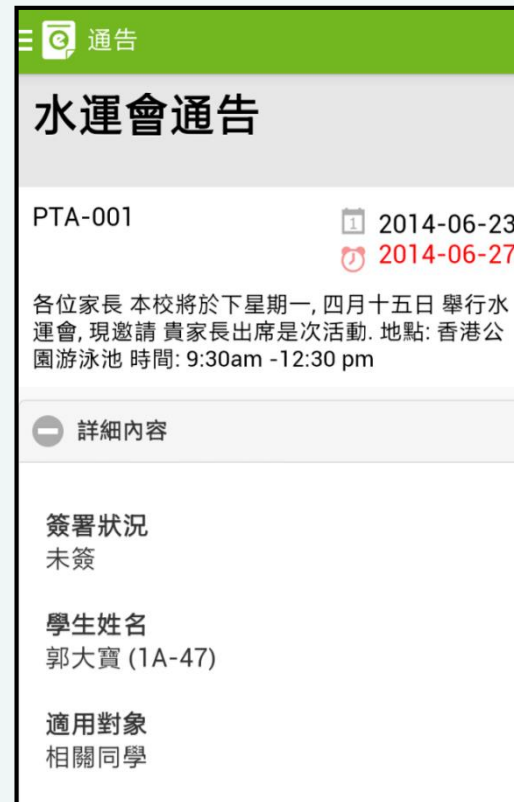 通告
水運會通告
PTA-001
2014-06-23
2014-06-27
各位家長 本校將於下星期一, 四月十五日 舉行水
運會, 現邀請 貴家長出席是次活動. 地點: 香港公
園游泳池 時間: 9:30am -12:30 pm
詳細內容
簽署狀況
未簽
學生姓名
郭大寶 (1A-47)
適用對象
相關同學